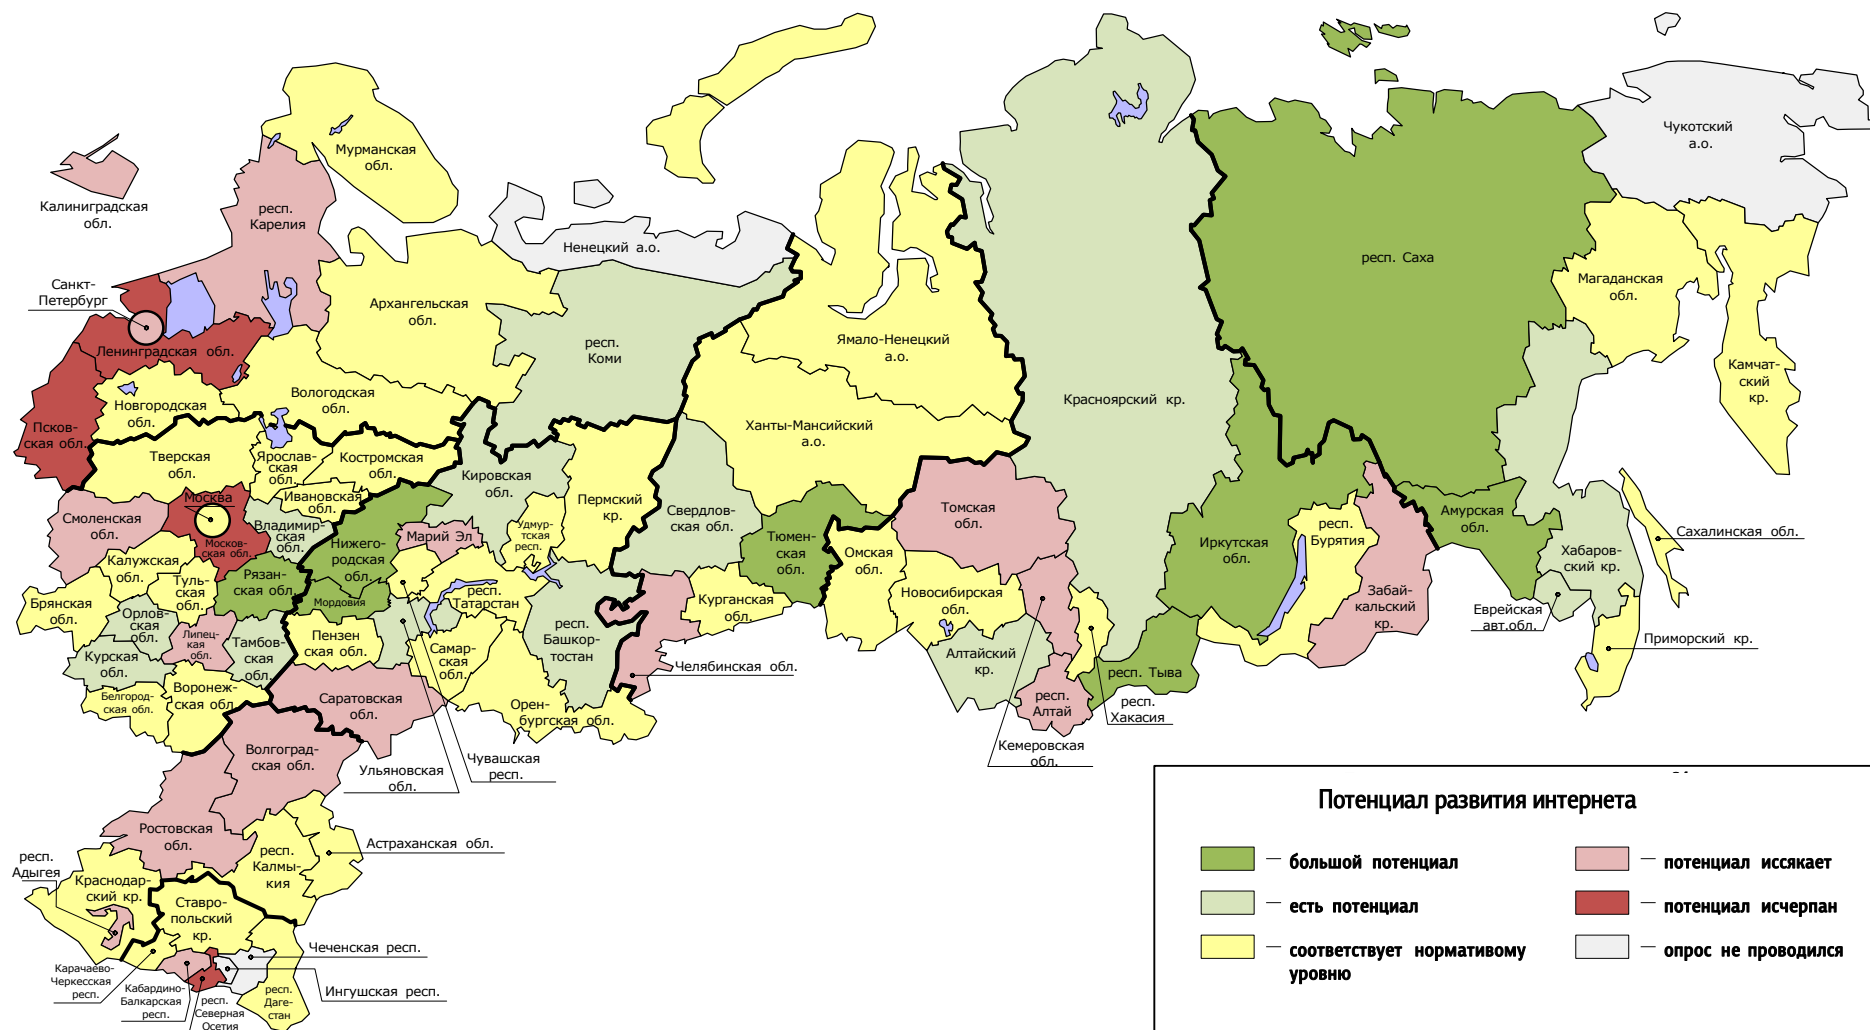 Чукотский
а.о.
Мурманская
обл.
Калиниградская
обл.
респ.
Карелия
Ненецкий а.о.
респ. Саха
Магаданская
обл.
Санкт-
Петербург
Архангельская
обл.
Ямало-Ненецкий
а.о.
респ.
Коми
Ленинградская обл.
Камчат-
ский
кр.
Вологодская
обл.
Новгородская
обл.
Красноярский кр.
Псков-
ская обл.
Ханты-Мансийский
а.о.
Тверская
обл.
Ярослав-
ская
обл.
Костромская
обл.
Кировская
обл.
Пермский
кр.
Москва
Ивановская
обл.
Смоленская
обл.
Владимир-
ская
обл.
Свердлов-
ская обл.
Томская
обл.
Амурская
обл.
Удмур-
тская
респ.
Марий Эл
респ.
Бурятия
Сахалинская обл.
Москов-
ская обл.
Нижего-
родская
обл.
Тюмен-
ская
обл.
Омская
обл.
Иркутская
обл.
Хабаров-
ский кр.
Калужская
обл.
Туль-
ская
обл.
Рязан-
ская обл.
Мордовия
респ.
Татарстан
Курганская
обл.
Новосибирская
обл.
Забай-
кальский
кр.
Еврейская
авт.обл.
Брянская
обл.
Орлов-
ская
обл.
Липец-
кая
обл.
Тамбов-
ская
обл.
Пензен
ская обл.
Самар-
ская
обл.
респ.
Башкор-
тостан
Приморский кр.
Курская
обл.
Алтайский
кр.
Челябинская обл.
респ. Тыва
Белгород-
ская обл.
Воронеж-
ская обл.
Саратовская
обл.
Орен-
бургская обл.
респ.
Алтай
респ.
Хакасия
Волгоград-
ская обл.
Ульяновская
обл.
Чувашская
респ.
Кемеровская
обл.
Ростовская
обл.
респ.
Калмы-
кия
Астраханская обл.
респ.
Адыгея
Краснодар-
ский кр.
Ставро-
польский
кр.
Чеченская респ.
Карачаево-
Черкесская
респ.
Кабардино-
Балкарская
респ.
Ингушская респ.
респ.
Северная
Осетия
респ.
Даге-
стан
Потенциал развития интернета
— большой потенциал
— есть потенциал
— соответствует нормативому
уровню
— потенциал иссякает
— потенциал исчерпан
— опрос не проводился